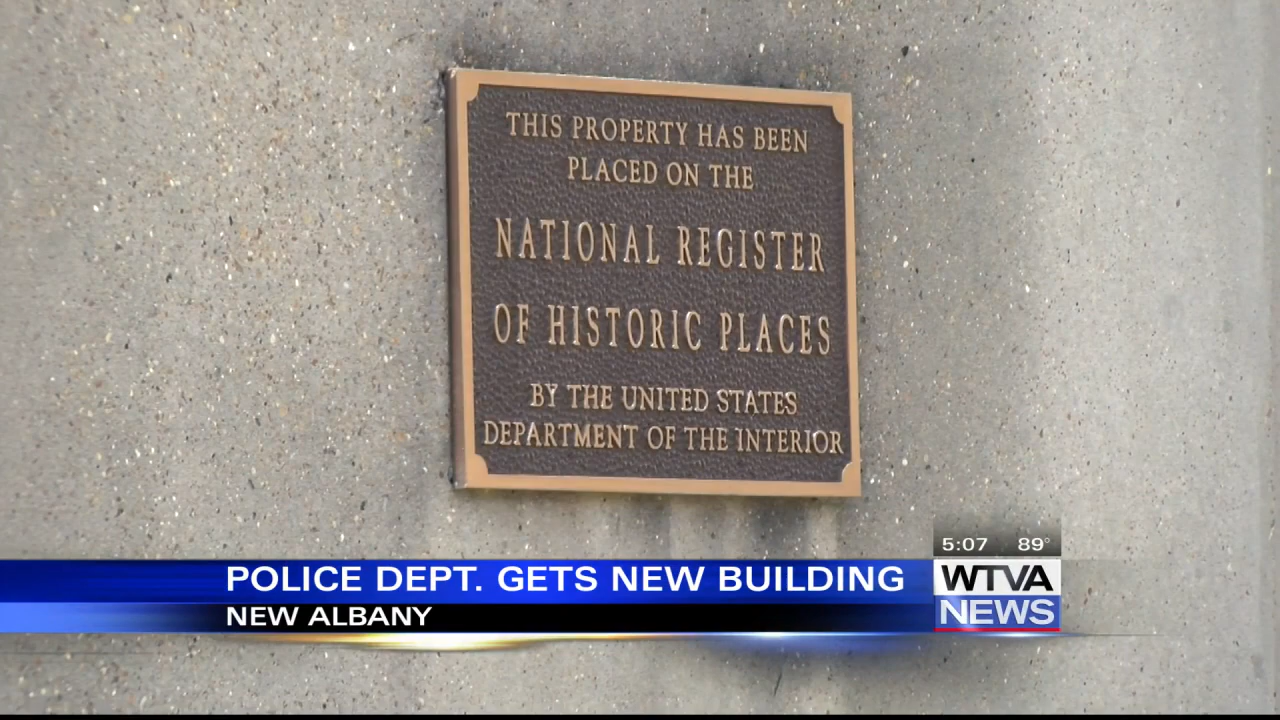 THIS PROPERTY HAS BEEN
PLACED ON THE
NATIONAL REGISTER
OF HISTORIC PLACES
BY THE UNITED STATES
DEPARTMENT OF THE INTERIOR
5:07 89°
POLICE DEPT. GETS NEW BUILDING
NEW ALBANY
WTVA
NEWS